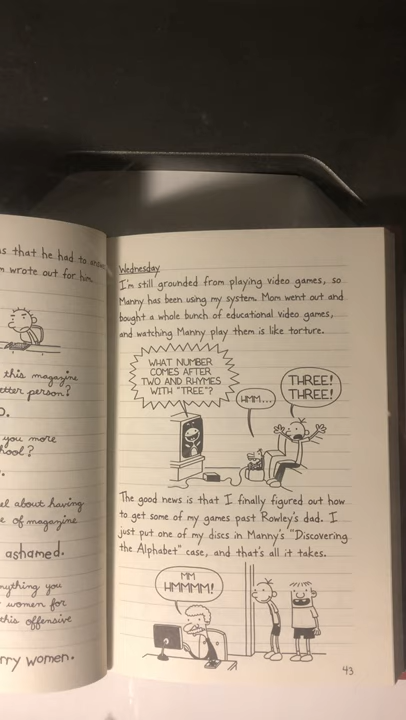 s that he had to
m wrote out for him.
this magazine
etter person?
you more
hool?
el about having
e of magazine
ashamed.
nything you
women for
this offensive
rry women.
Wednesday
I'm still grounded from playing video games, so
Manny has been using my system. Mom went out and
bought a whole bunch of educational video games,
and watching Manny play them is like torture.
WHAT NUMBER
COMES AFTER
TWO AND RHYMES
WITH "TREE"?
HMM...
THREE!
THREE!
The good news is that I finally figured out how
to get some of my games past Rowley's dad. I
just put one of my discs in Manny's "Discovering
the Alphabet" case, and that's all it takes.
MM
HMMMMM!
43